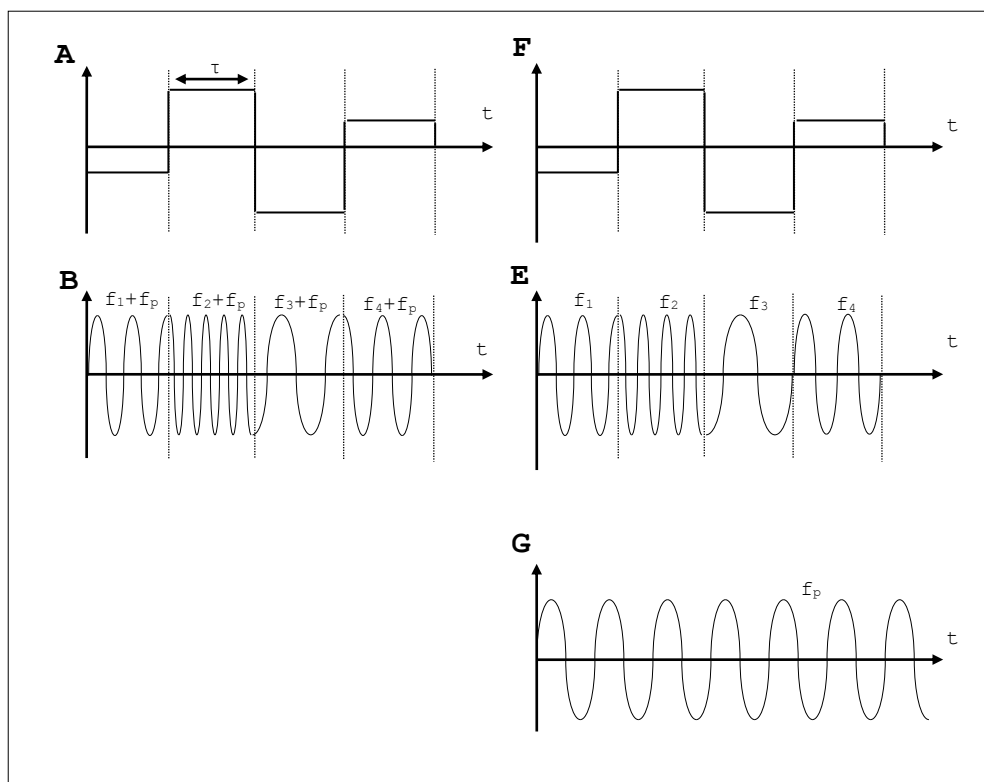 A F
τ
t t
B E
f₁+fₚ f₂+fₚ f₃+fₚ f₄+fₚ f₁ f₂ f₃ f₄
t t
G
fₚ
t